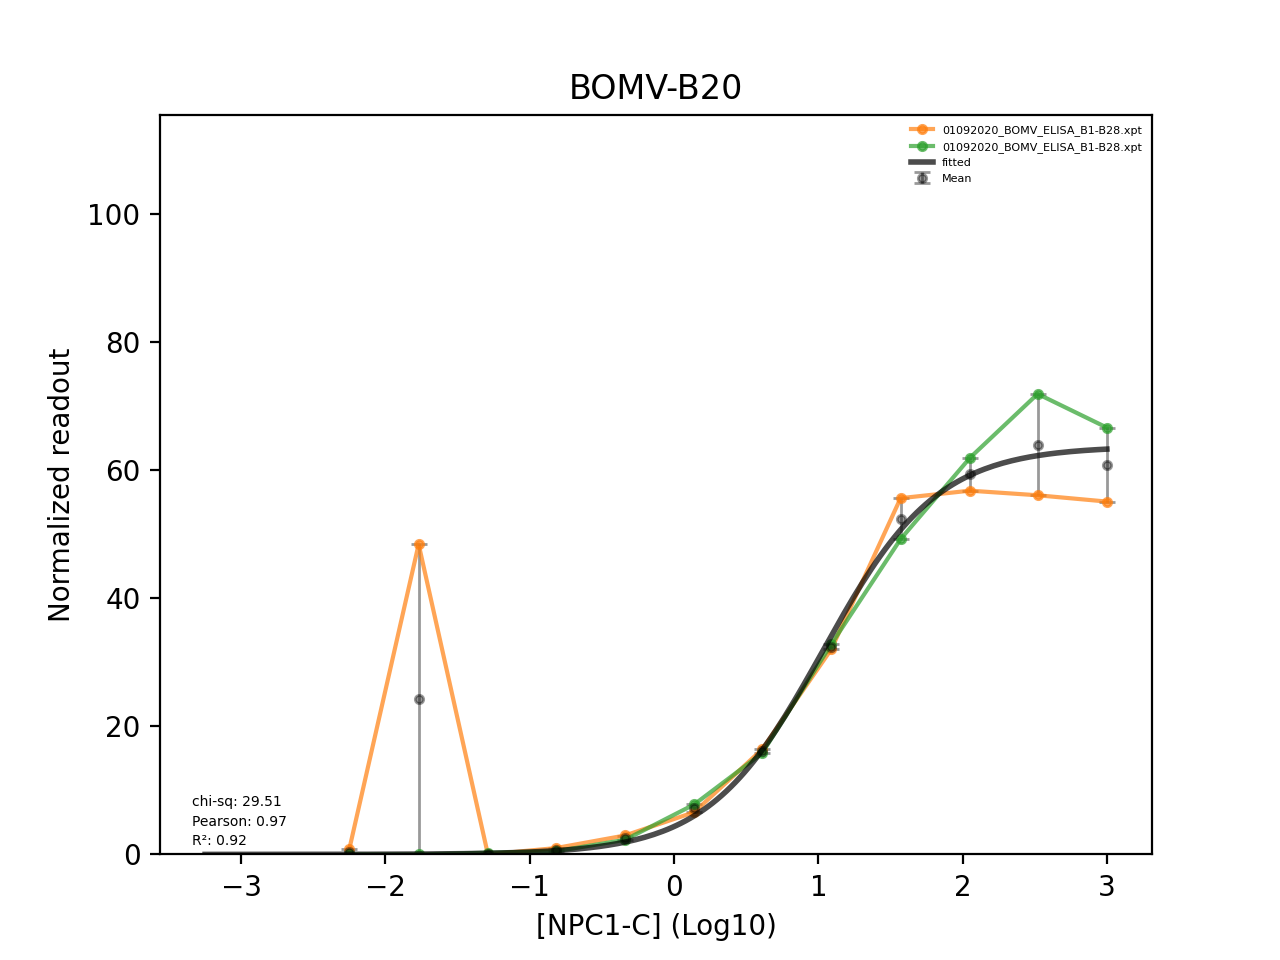 BOMV-B20
01092020_BOMV_ELISA_B1-B28.xpt
01092020_BOMV_ELISA_B1-B28.xpt
fitted
Mean
100
80
60
40
20
0
Normalized readout
chi-sq: 29.51
Pearson: 0.97
R²: 0.92
−3 −2 −1 0 1 2 3
[NPC1-C] (Log10)